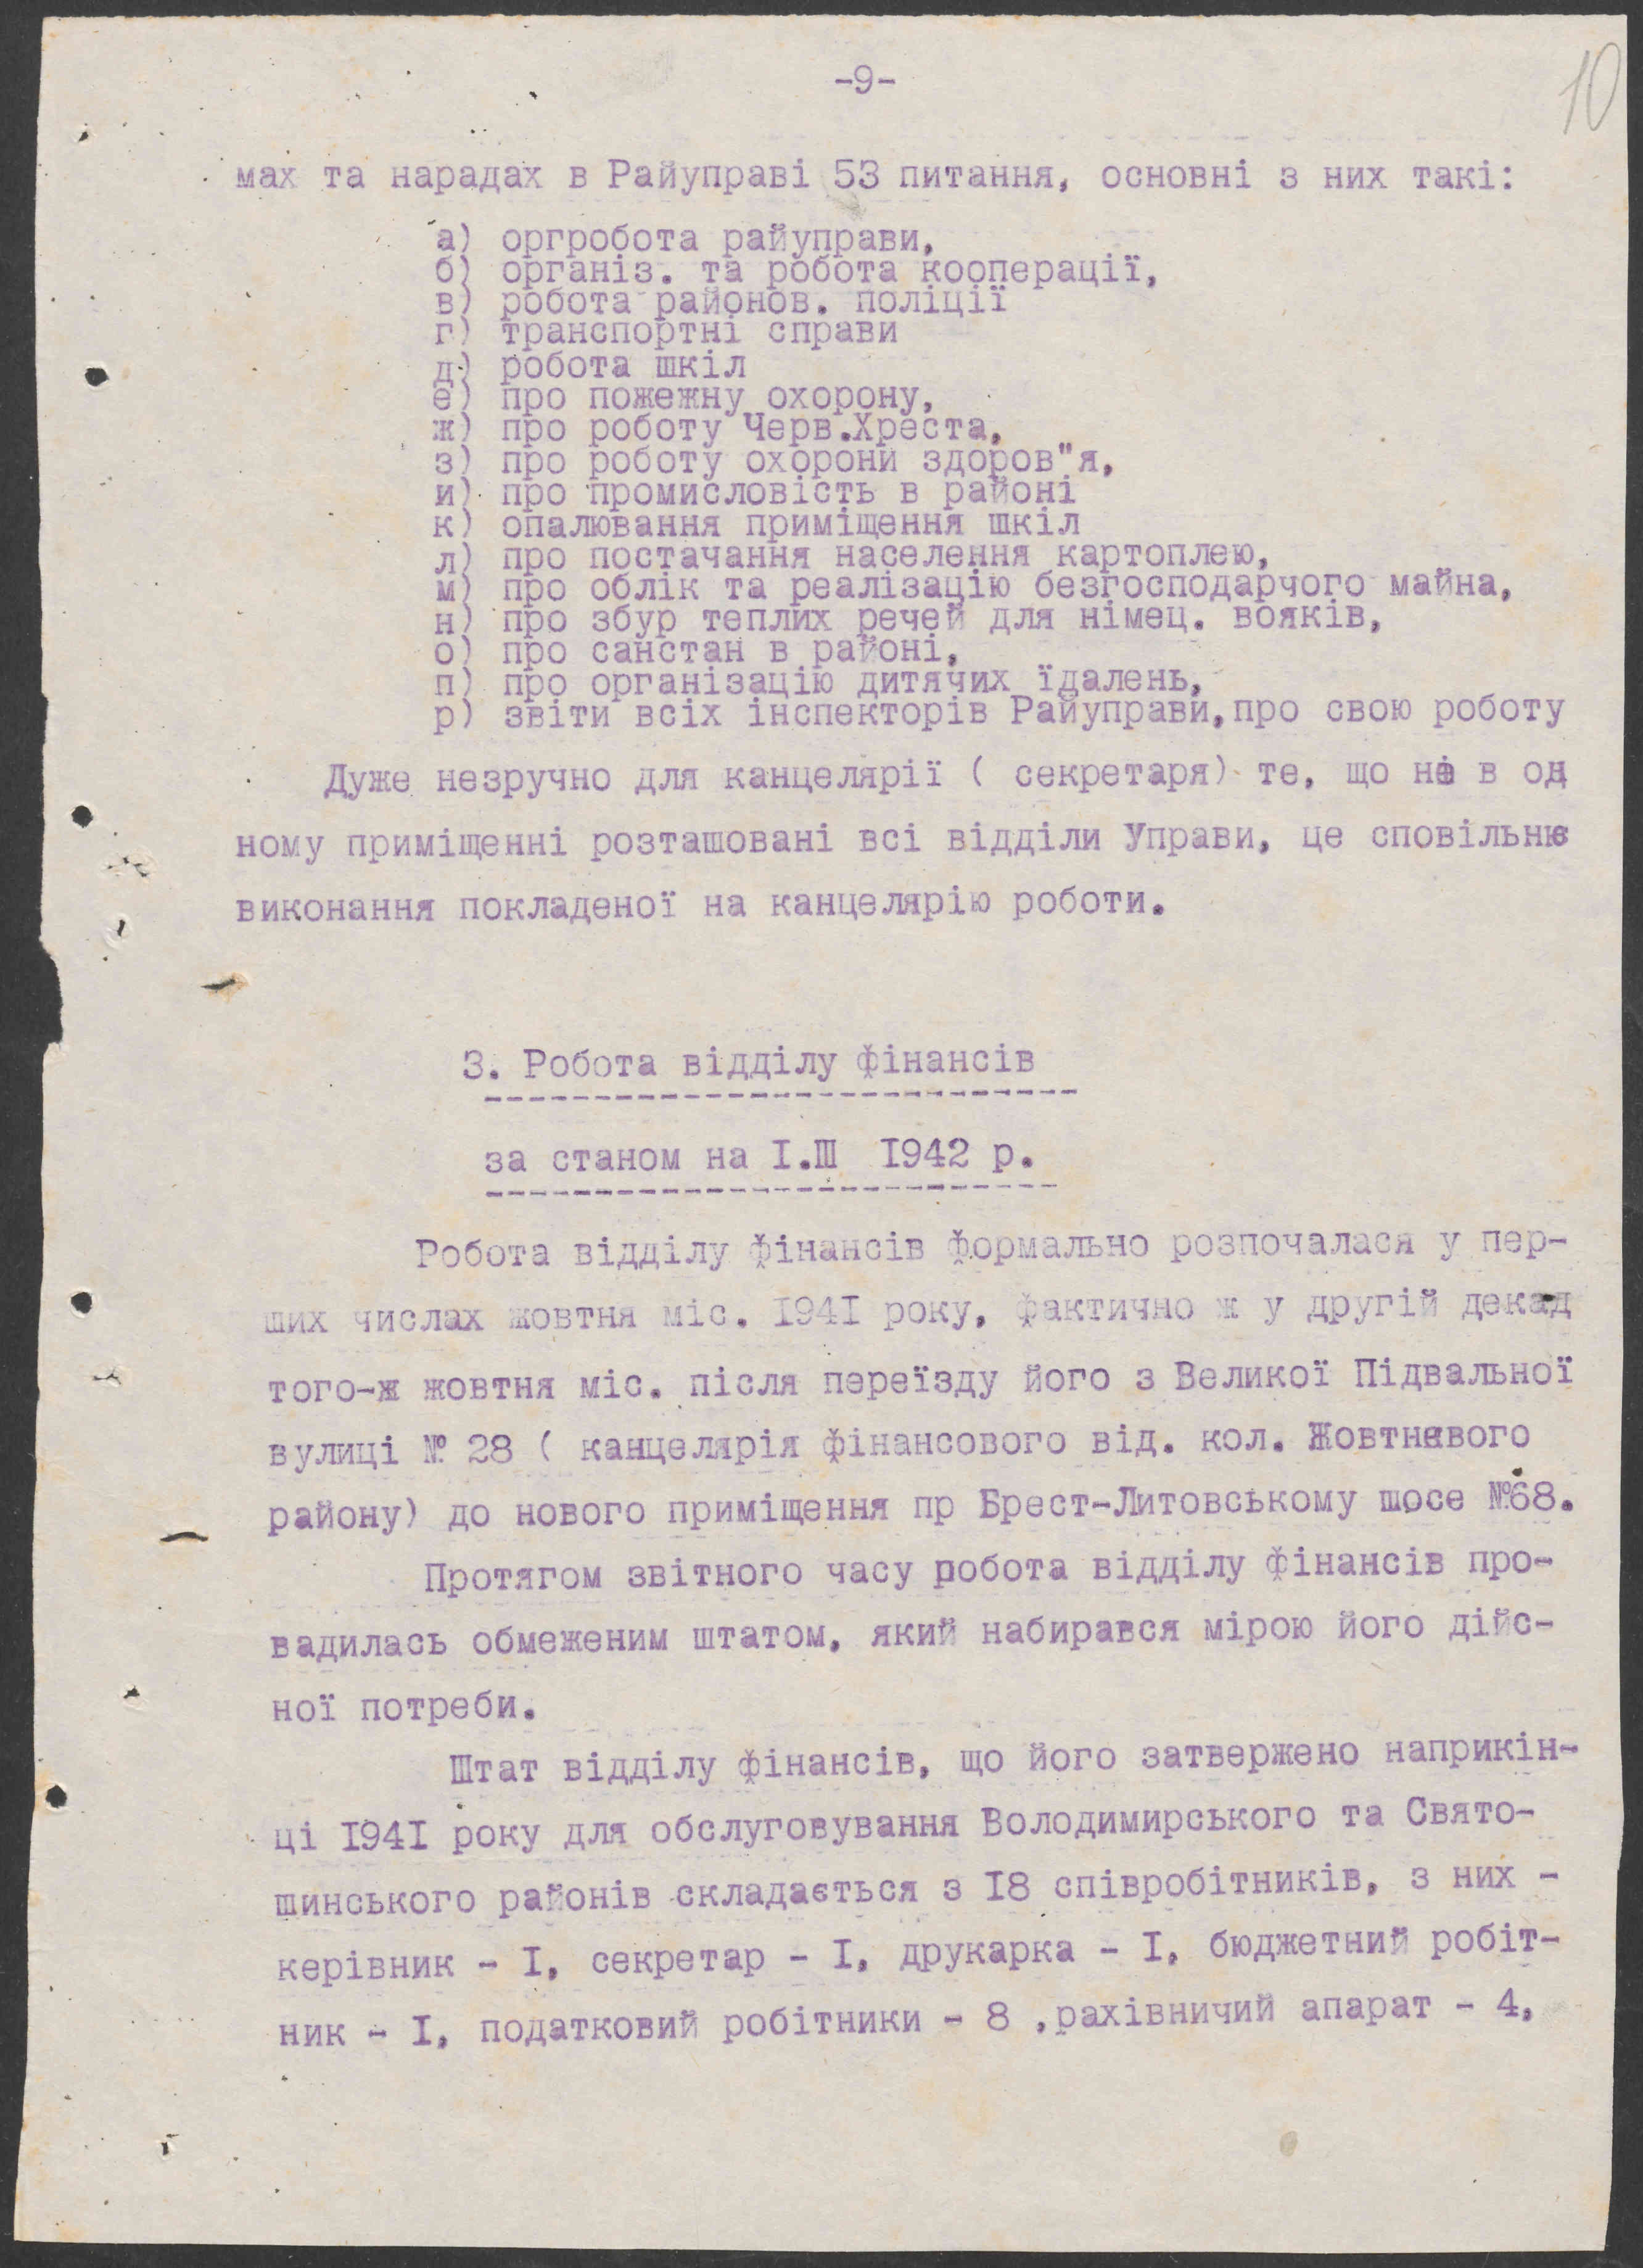 -9-
10
мах та нарадах в Райуправі 53 питання, основні з них такі:
а) оргробота райуправи,
б) організ. та робота кооперації,
в) робота районов. поліції
г) транспортні справи
д) робота шкіл
е) про пожежну охорону,
ж) про роботу Черв.Хреста,
з) про роботу охорони здоров"я,
и) про промисловість в районі
к) опалювання приміщення шкіл
л) про постачання населення картоплею,
м) про облік та реалізацію безгосподарчого майна,
н) про збур теплих речей для німец. вояків,
о) про санстан в районі,
п) про організацію дитячих їдалень,
р) звіти всіх інспекторів Райуправи,про свою роботу
Дуже незручно для канцелярії ( секретаря) те, що не в од
ному приміщенні розташовані всі відділи Управи, це сповільнює
виконання покладеної на канцелярію роботи.
3. Робота відділу фінансів
за станом на I.III 1942 р.
Робота відділу фінансів формально розпочалася у пер-
ших числах жовтня міс. 1941 року, фактично ж у другій декад
того-ж жовтня міс. після переїзду його з Великої Підвальної
вулиці № 28 ( канцелярія фінансового від. кол. Жовтневого
району) до нового приміщення пр Брест-Литовському шосе №68.
Протягом звітного часу робота відділу фінансів про-
вадилась обмеженим штатом, який набирався мірою його дійс-
ної потреби.
Штат відділу фінансів, що його затвержено наприкін-
ці 1941 року для обслуговування Володимирського та Свято-
шинського районів складається з 18 співробітників, з них -
керівник - I, секретар - I, друкарка - I, бюджетний робіт-
ник - I, податковий робітники - 8 ,рахівничий апарат - 4,